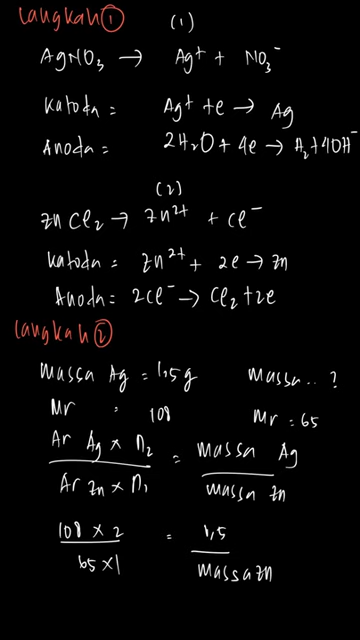 Langkah ① (1)
AgNO₃ → Ag⁺ + NO₃⁻
Katoda = Ag⁺ + e → Ag
Anoda = 2H₂O + 4e → H₂ + 4OH⁻
(2)
ZnCl₂ → Zn²⁺ + Cl⁻
Katoda = Zn²⁺ + 2e → Zn
Anoda = 2Cl⁻ → Cl₂ + 2e
Langkah ②
Massa Ag = 1,5 g Massa .. ?
Mr = 108 Mr = 65
Ar Ag × n₂ = Massa Ag
Ar Zn × n₁ Massa Zn
108 × 2 = 1,5
65 × 1 Massa Zn